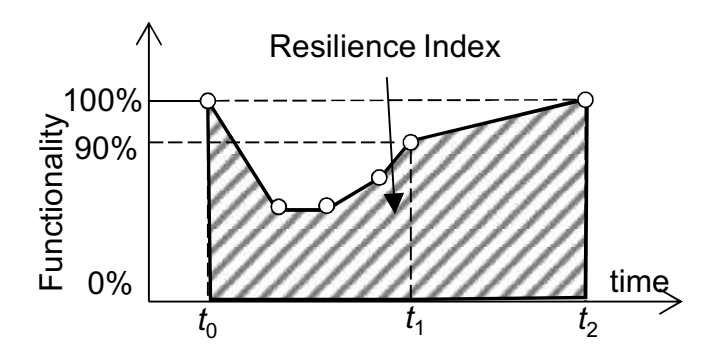 Resilience Index
100%
90%
Functionality
0%
time
t0
t1
t2